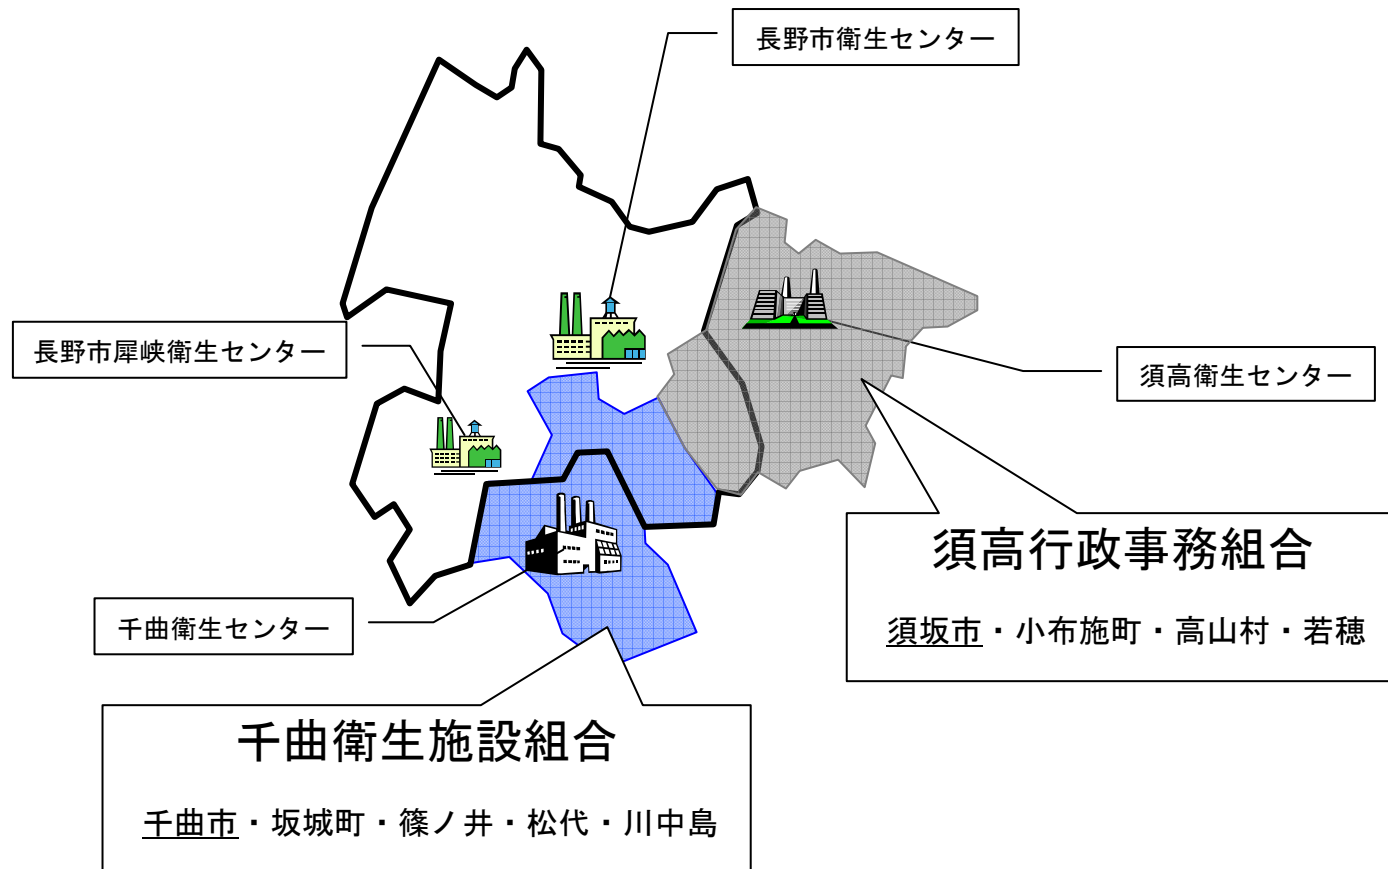 長野市衛生センター
長野市犀峡衛生センター
須高衛生センター
須高行政事務組合
須坂市・小布施町・高山村・若穂
千曲衛生センター
千曲衛生施設組合
千曲市・坂城町・篠ノ井・松代・川中島